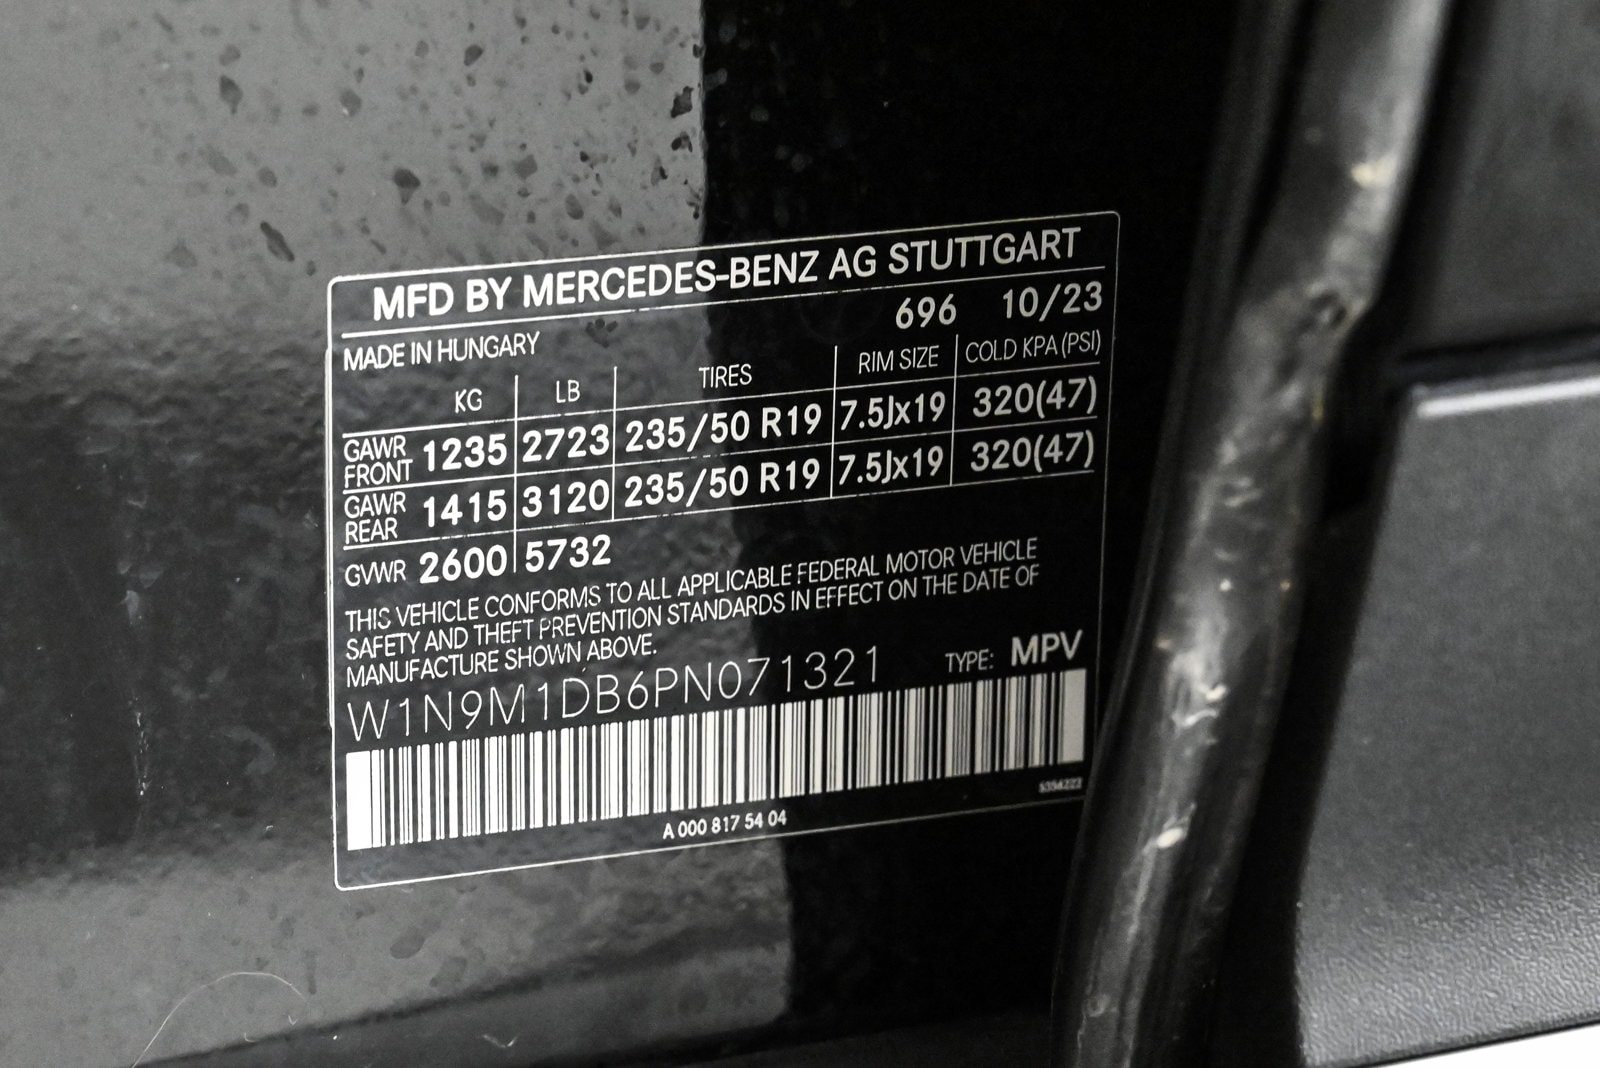 MFD BY MERCEDES-BENZ AG STUTTGART
696 10/23
MADE IN HUNGARY
KG LB TIRES RIM SIZE COLD KPA (PSI)
GAWR FRONT 1235 2723 235/50 R19 7.5Jx19 320(47)
GAWR REAR 1415 3120 235/50 R19 7.5Jx19 320(47)
GVWR 2600 5732
THIS VEHICLE CONFORMS TO ALL APPLICABLE FEDERAL MOTOR VEHICLE
SAFETY AND THEFT PREVENTION STANDARDS IN EFFECT ON THE DATE OF
MANUFACTURE SHOWN ABOVE.
W1N9M1DB6PN071321 TYPE: MPV
A 000 817 54 04